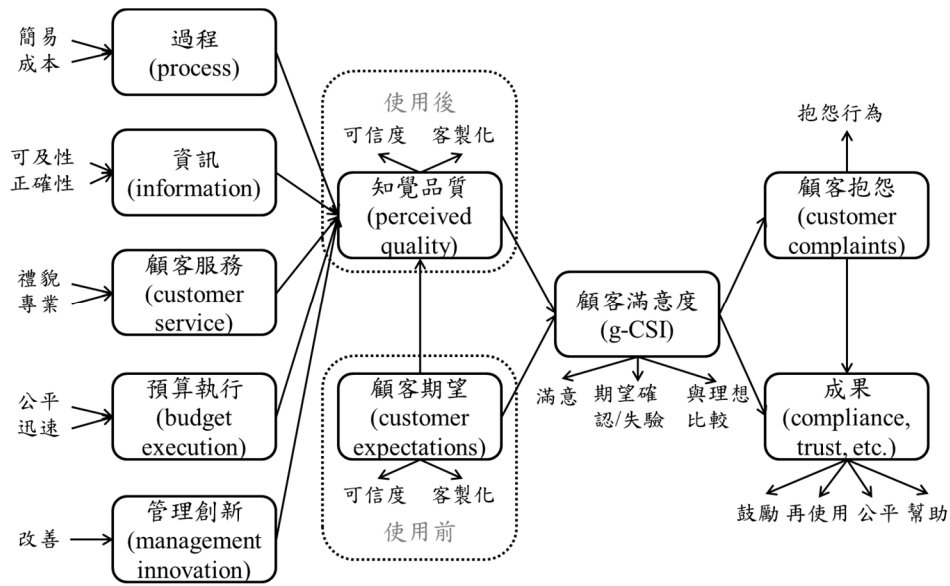 簡易
成本
過程
(process)
可及性
正確性
資訊
(information)
禮貌
專業
顧客服務
(customer
service)
公平
迅速
預算執行
(budget
execution)
改善
管理創新
(management
innovation)
使用後
可信度
客製化
知覺品質
(perceived
quality)
顧客期望
(customer
expectations)
可信度
客製化
使用前
顧客滿意度
(g-CSI)
滿意
期望確
認/失驗
與理想
比較
抱怨行為
顧客抱怨
(customer
complaints)
成果
(compliance,
trust, etc.)
鼓勵 再使用 公平 幫助